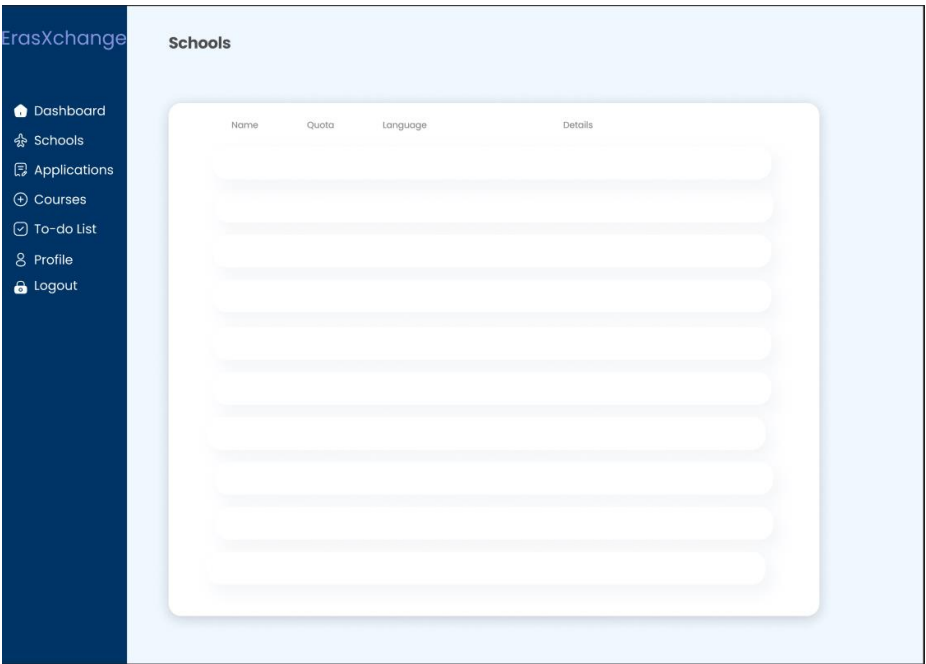 ErasXchange
Schools
Dashboard
Schools
Applications
Courses
To-do List
Profile
Logout
Name Quota Language Details